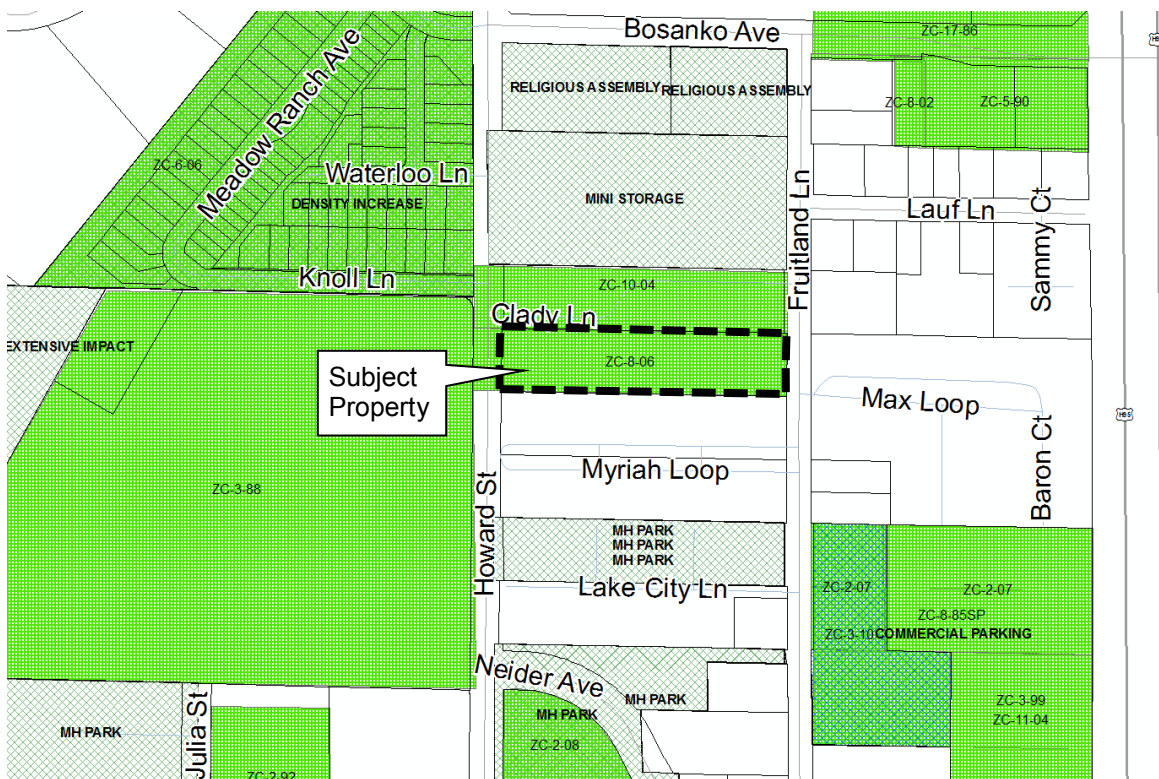 Bosanko Ave
ZC-17-86
H95
RELIGIOUS ASSEMBLY
RELIGIOUS ASSEMBLY
ZC-8-02
ZC-5-90
Meadow Ranch Ave
ZC-6-06
Waterloo Ln
DENSITY INCREASE
MINI STORAGE
Fruitland Ln
Lauf Ln
Sammy Ct
Knoll Ln
ZC-10-04
Clady Ln
EXTENSIVE IMPACT
ZC-8-06
Subject
Property
Max Loop
H95
Baron Ct
Myriah Loop
ZC-3-88
Howard St
MH PARK
MH PARK
MH PARK
Lake City Ln
ZC-2-07
ZC-2-07
ZC-8-85SP
ZC-3-10
COMMERCIAL PARKING
Neider Ave
MH PARK
MH PARK
ZC-2-08
ZC-3-99
ZC-11-04
MH PARK
Julia St
ZC-2-92